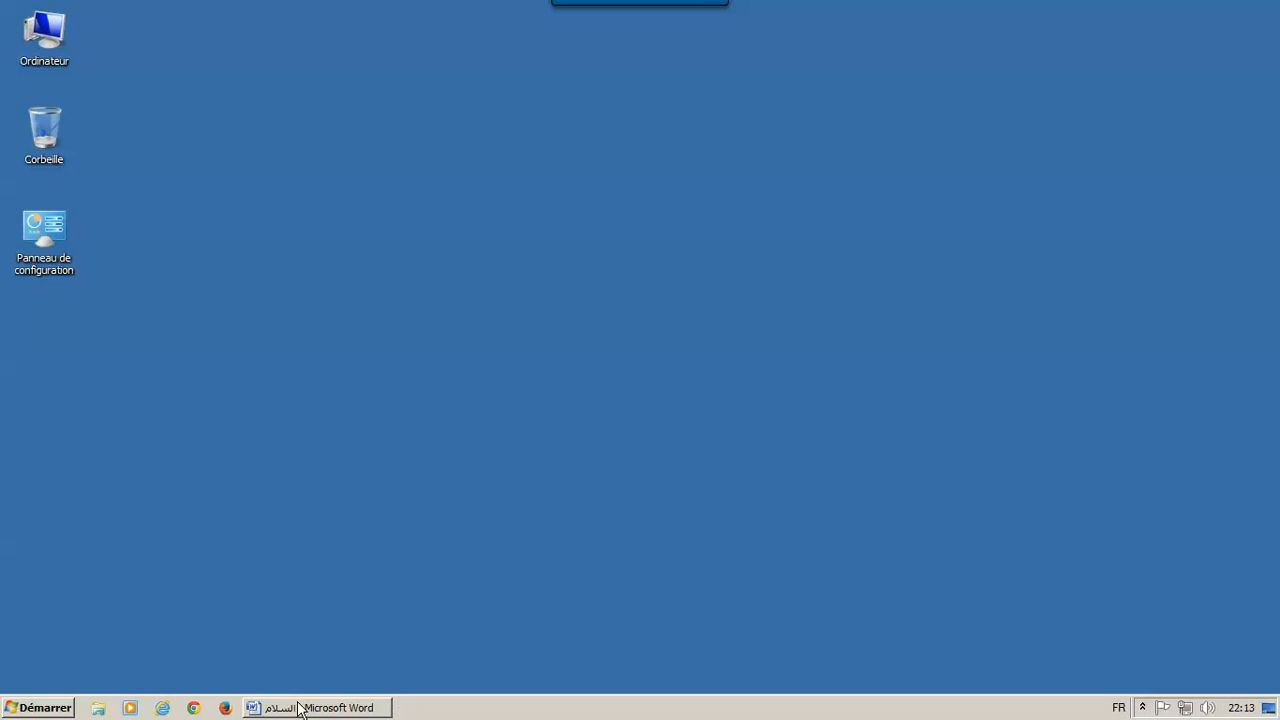 Ordinateur
Corbeille
Panneau de
configuration
Démarrer
السلام Microsoft Word
FR
22:13